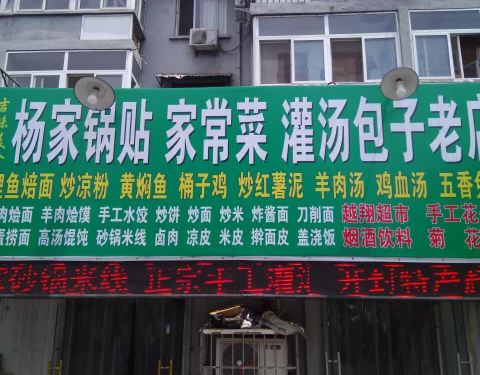 杨家锅贴 家常菜 灌汤包子老店
鲤鱼焙面 炒凉粉 黄焖鱼 桶子鸡 炒红薯泥 羊肉汤 鸡血汤 五香兔
肉烩面 羊肉烩馍 手工水饺 炒饼 炒面 炒米 炸酱面 刀削面 越翔超市 手工花
蛋捞面 高汤馄饨 砂锅米线 卤肉 凉皮 米皮 擀面皮 盖浇饭 烟酒饮料 菊 花
砂锅米线 正宗手工灌汤 开封特产